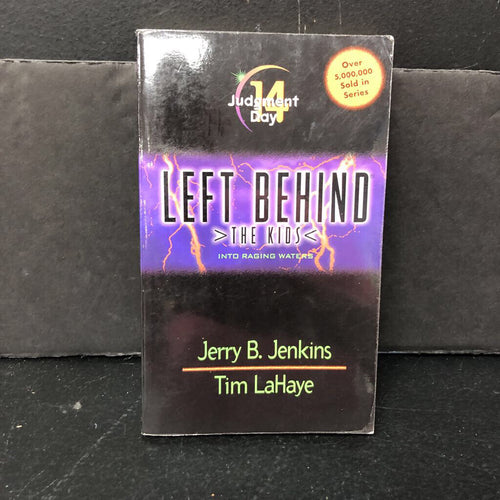 14
Judgment
Day
Over
5,000,000
Sold in
Series
LEFT BEHIND
>THE KIDS<
INTO RAGING WATERS
Jerry B. Jenkins
Tim LaHaye